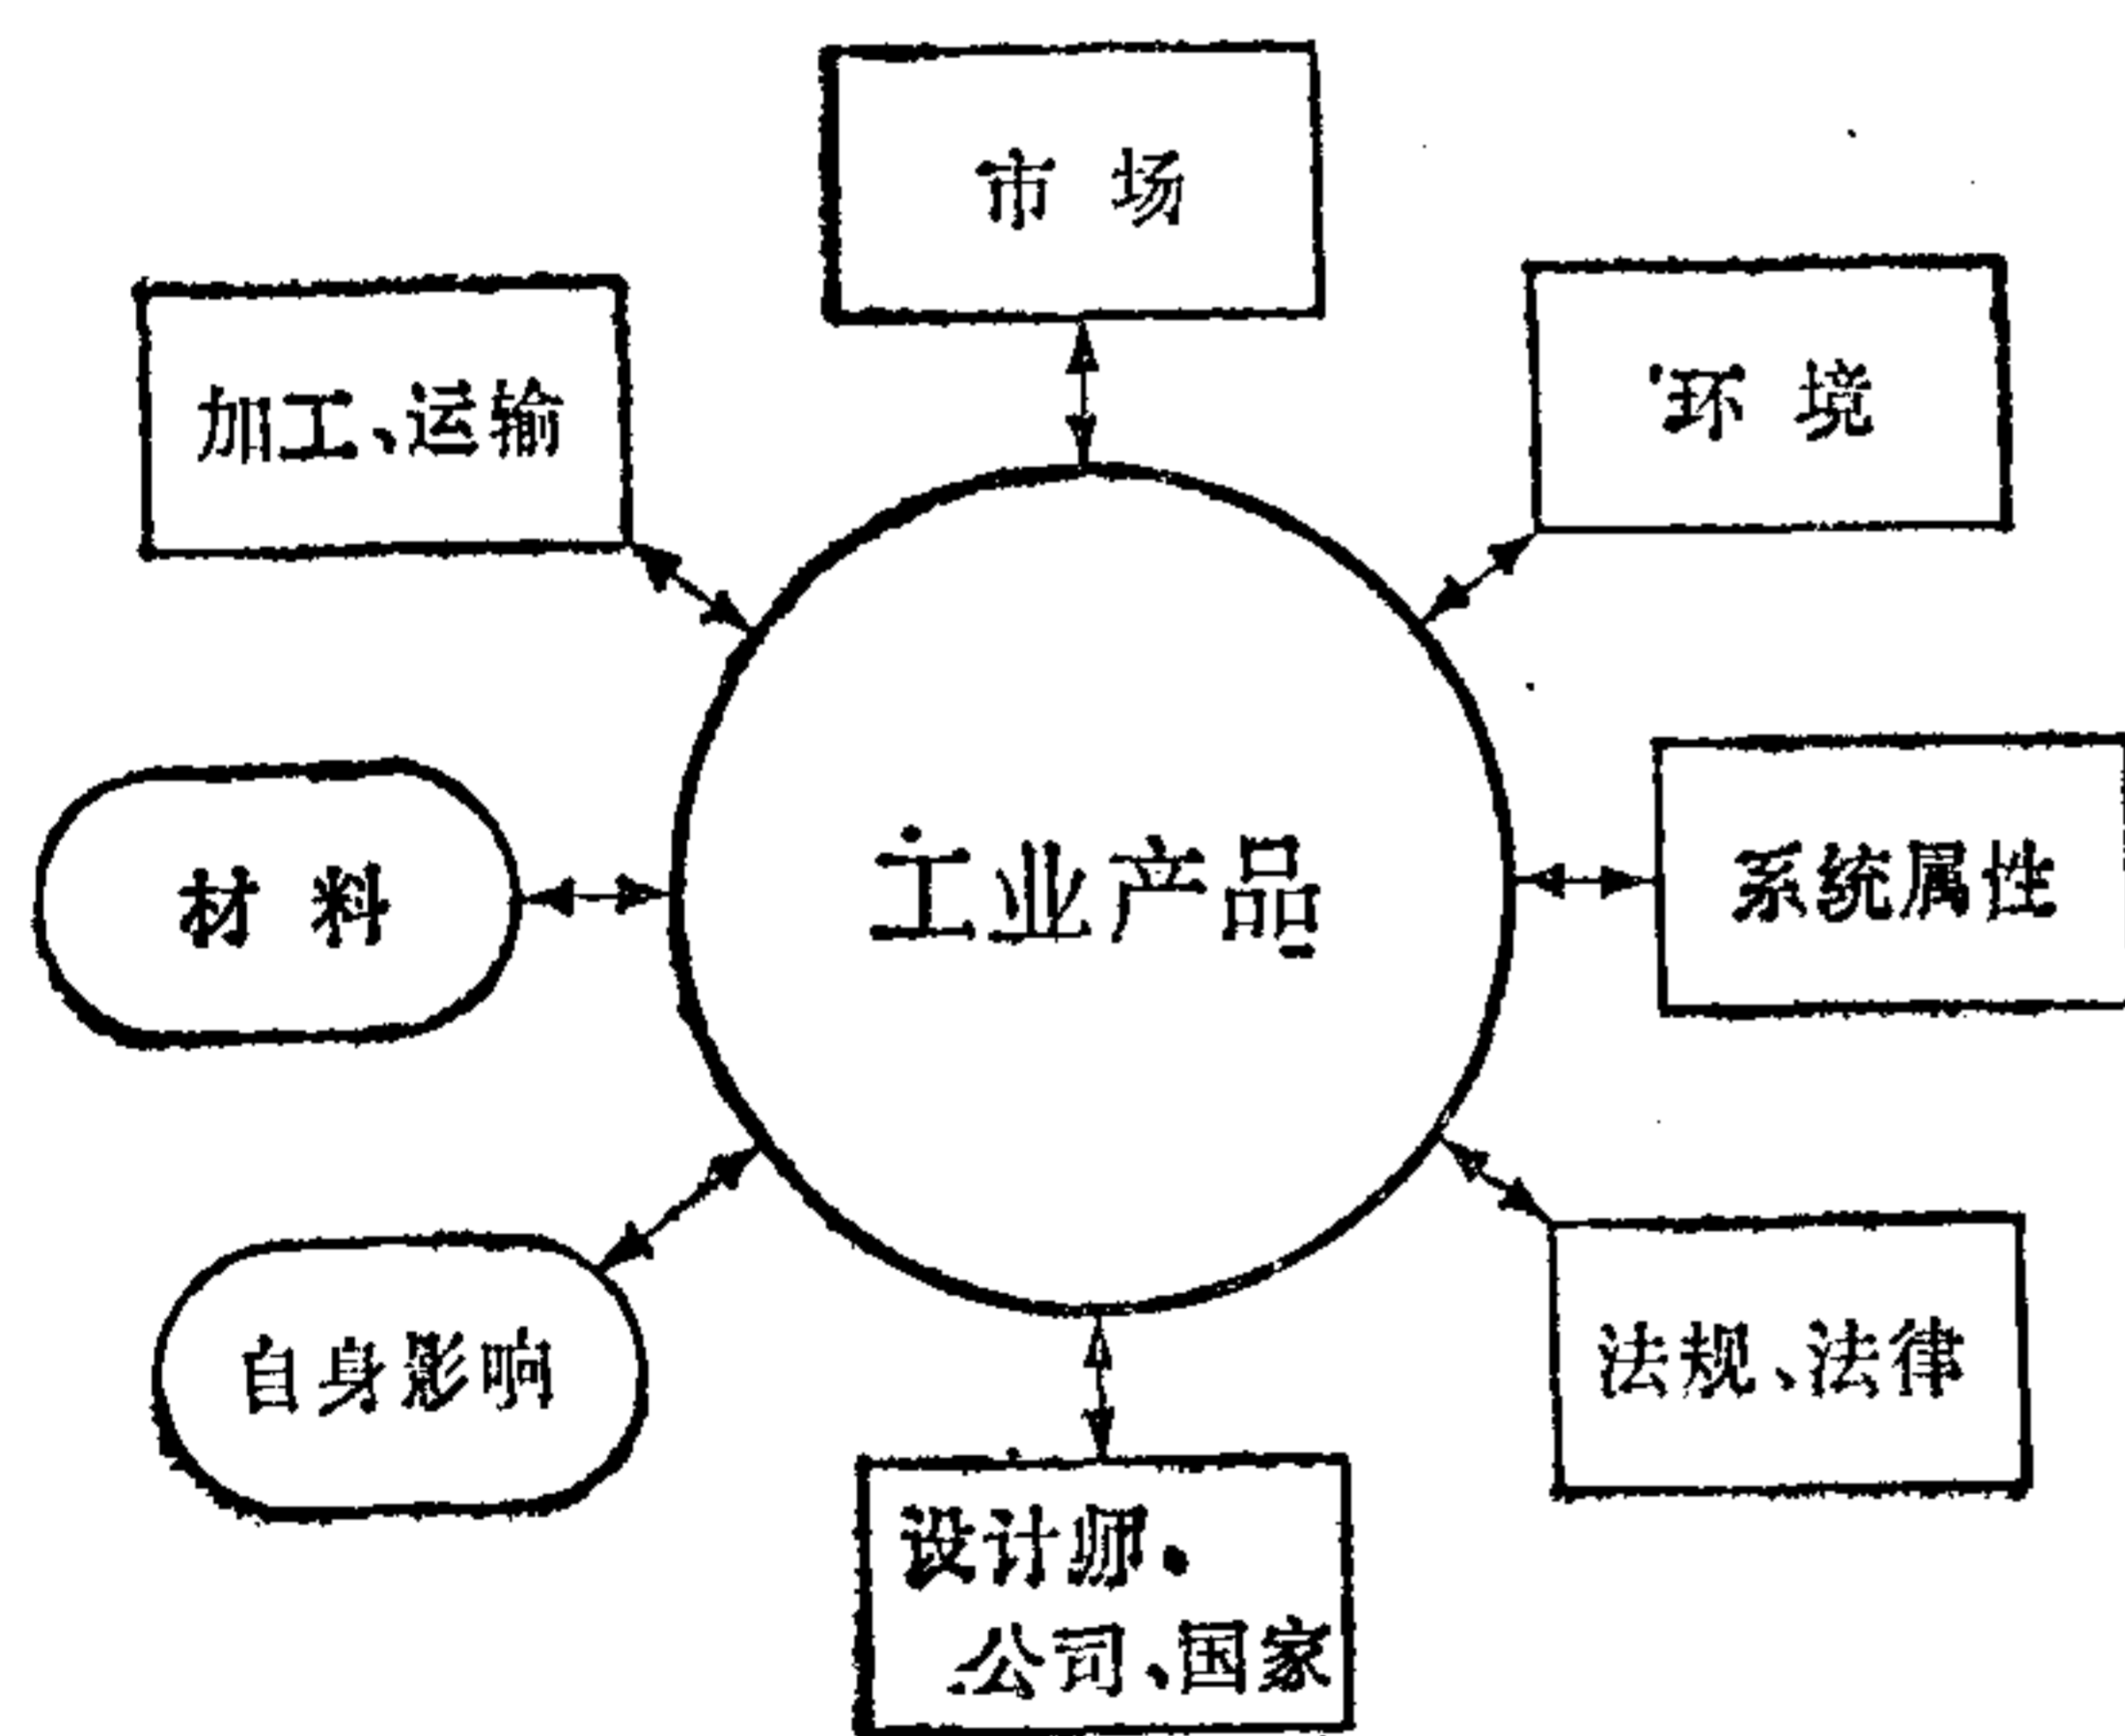 市场
环境
加工、运输
工业产品
系统属性
材料
自身影响
法规、法律
设计师、
公司、国家